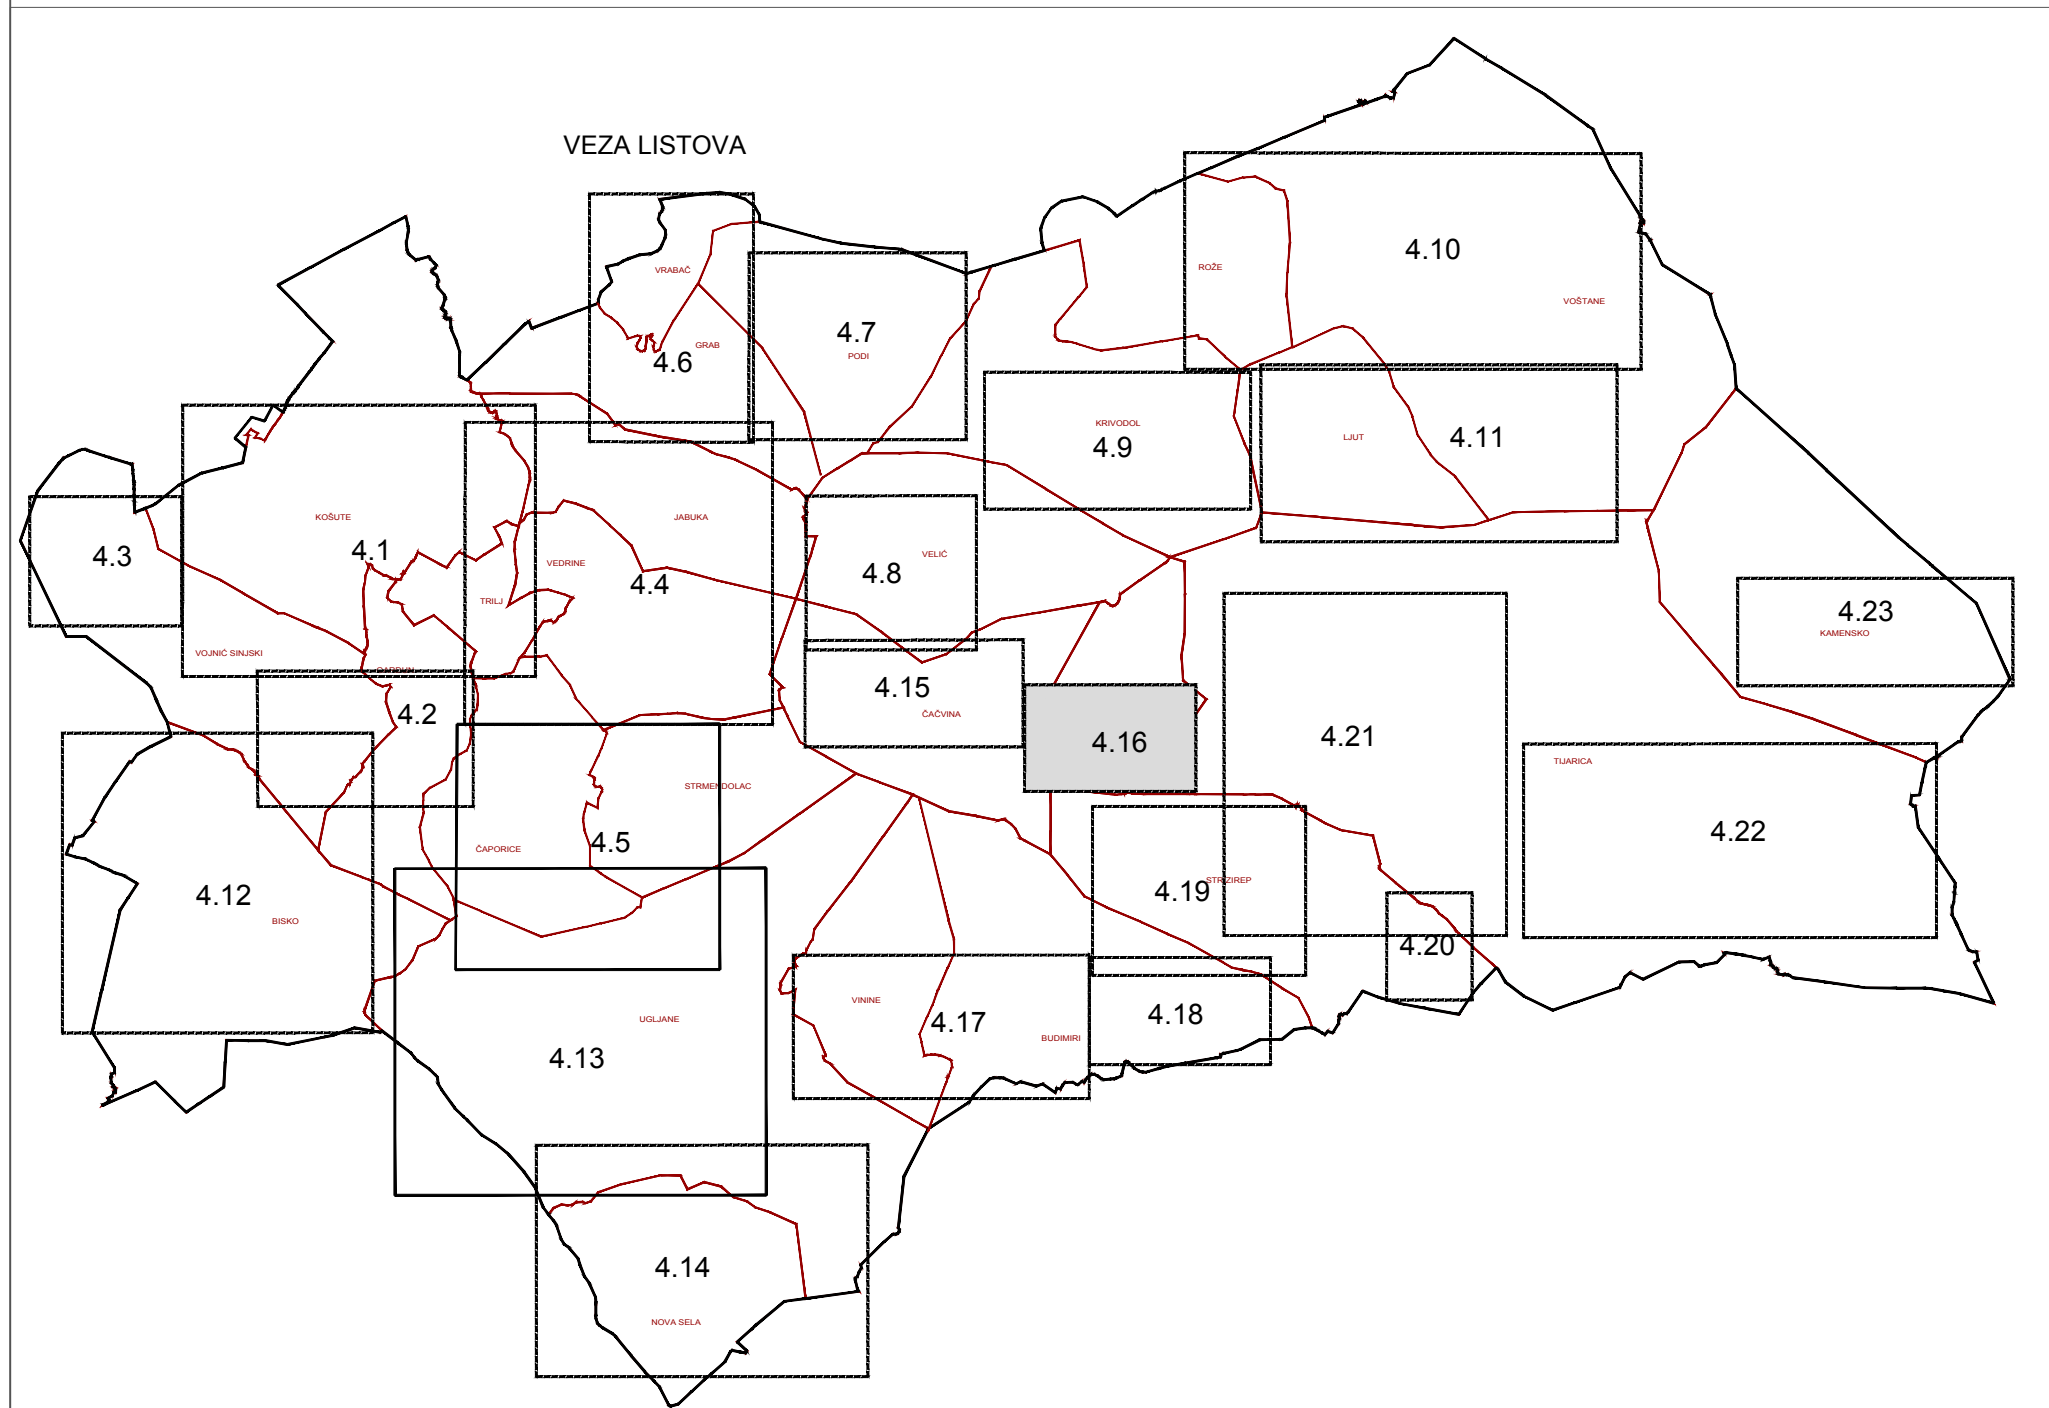 VEZA LISTOVA
4.10
ROŽE
VRABAČ
VOŠTANE
4.7
GRAB
PODI
4.6
KRIVODOL
4.9
LJUT
4.11
KOŠUTE
JABUKA
4.1
4.3
VEDRINE
4.4
VELIĆ
4.8
TRILJ
4.23
KAMENSKO
VOJNIĆ SINJSKI
GARDUN
4.15
4.2
ČAČVINA
4.16
4.21
TIJARICA
STRMENDOLAC
4.5
ČAPORICE
4.22
4.12
BISKO
4.19
STRIZIREP
4.20
VININE
4.17
4.18
UGLJANE
BUDIMIRI
4.13
4.14
NOVA SELA